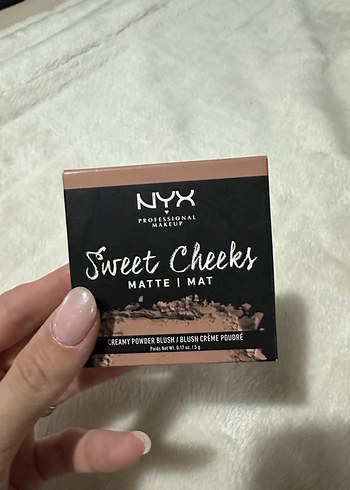 NYX
PROFESSIONAL
MAKEUP
Sweet Cheeks
MATTE | MAT
CREAMY POWDER BLUSH / BLUSH CRÈME POUDRÉ
Poids Net Wt. 0.17 oz. / 5 g